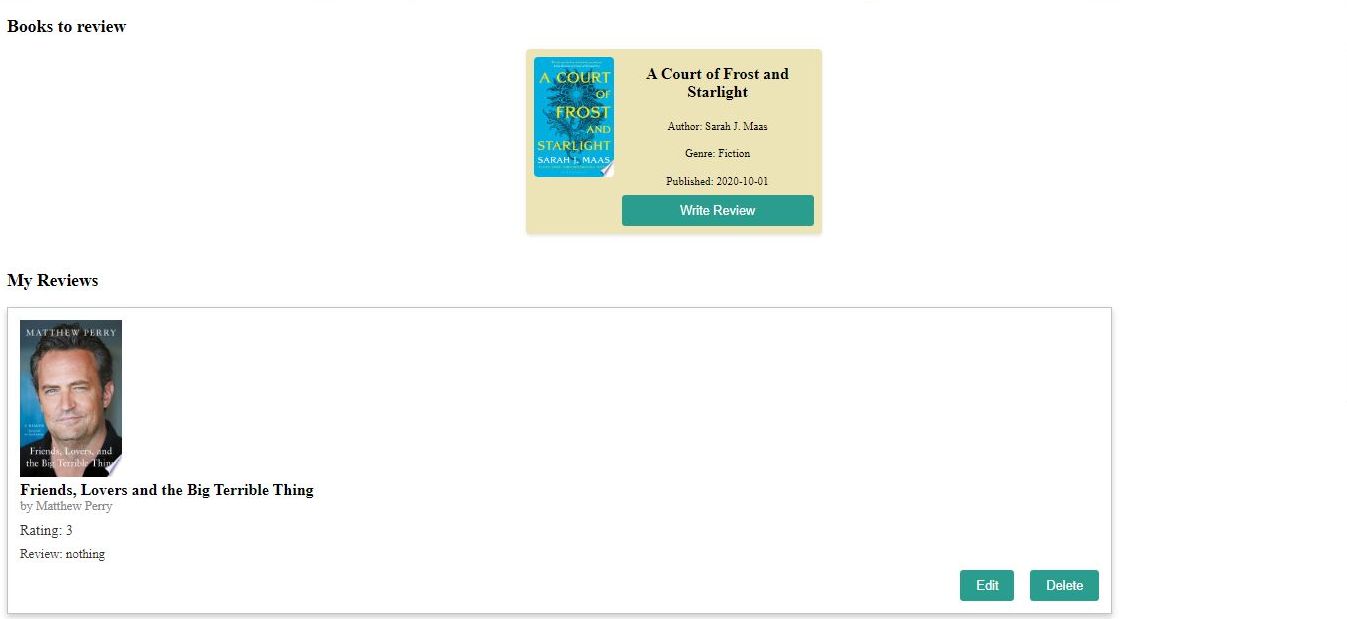 Books to review
A COURT
OF
FROST
AND
STARLIGHT
SARAH J. MAAS
A Court of Frost and
Starlight
Author: Sarah J. Maas
Genre: Fiction
Published: 2020-10-01
Write Review
My Reviews
MATTHEW PERRY
Friends, Lovers, and
the Big Terrible Thing
Friends, Lovers and the Big Terrible Thing
by Matthew Perry
Rating: 3
Review: nothing
Edit
Delete